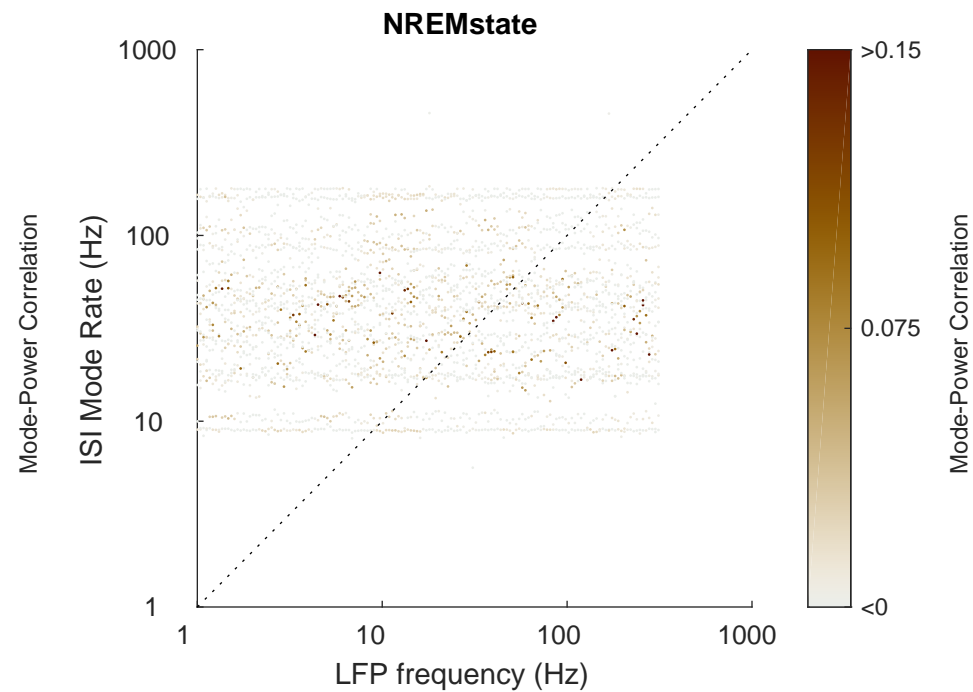 NREMstate
Mode-Power Correlation
ISI Mode Rate (Hz)
1000
100
10
1
1
10
100
1000
LFP frequency (Hz)
>0.15
0.075
<0
Mode-Power Correlation